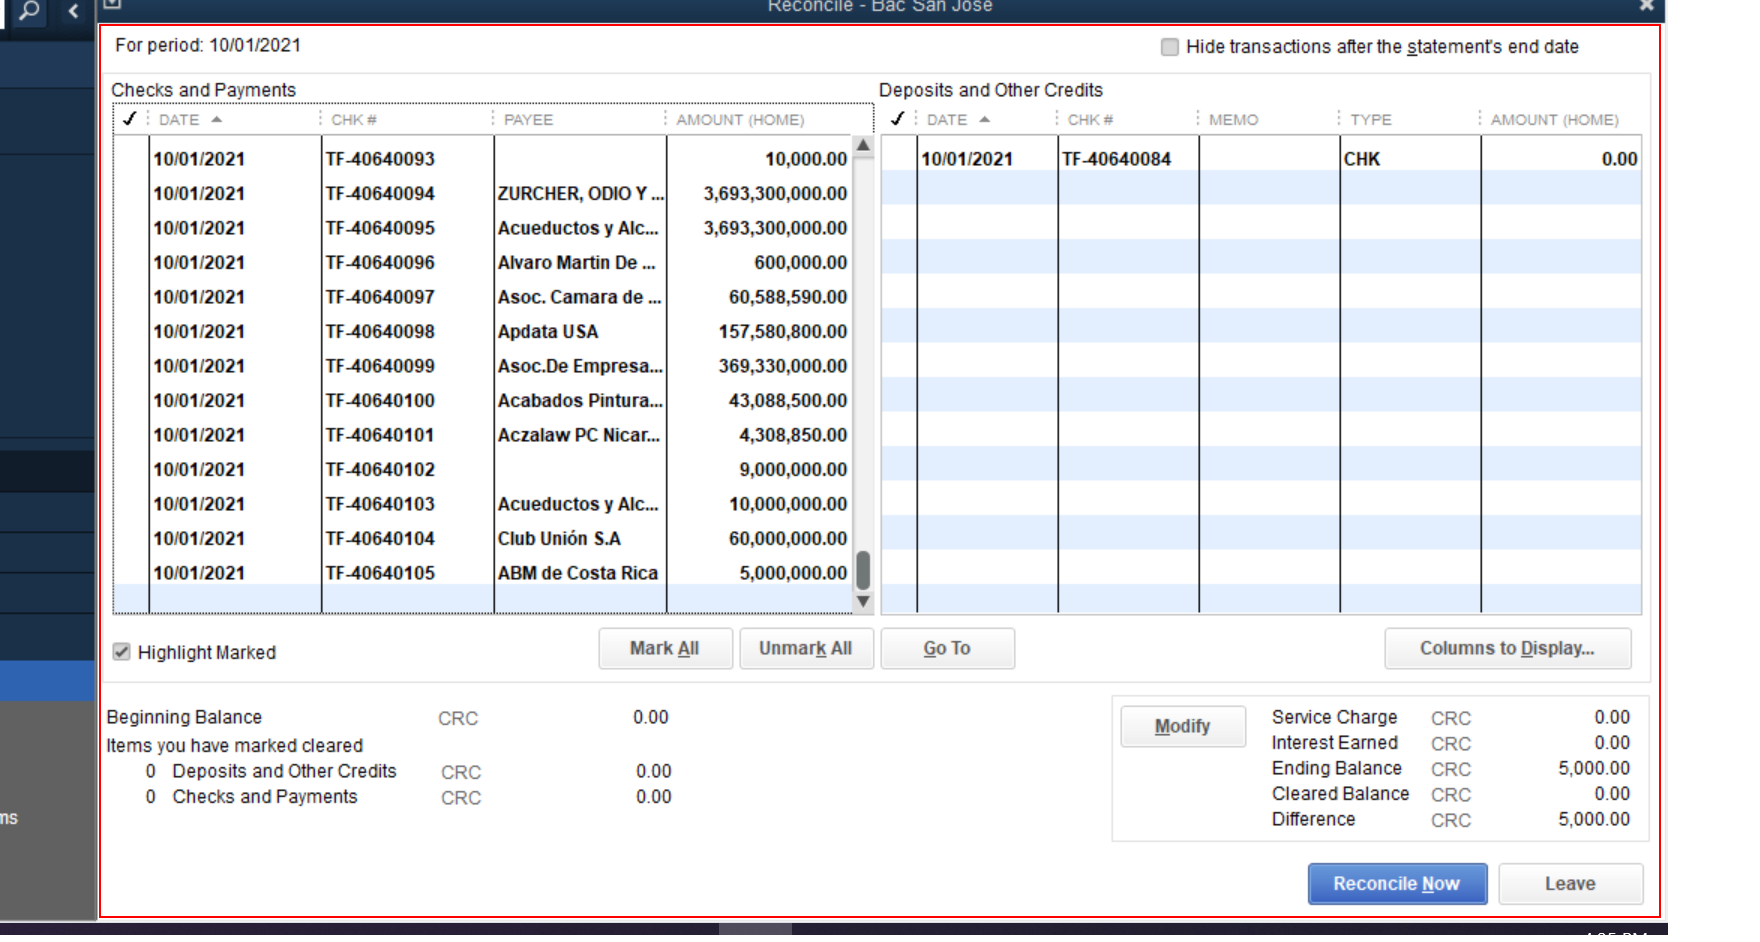 Reconcile - Bac San Jose
For period: 10/01/2021
Hide transactions after the statement's end date
Checks and Payments
✓ DATE CHK # PAYEE AMOUNT (HOME)
10/01/2021 TF-40640093 10,000.00
10/01/2021 TF-40640094 ZURCHER, ODIO Y ... 3,693,300,000.00
10/01/2021 TF-40640095 Acueductos y Alc... 3,693,300,000.00
10/01/2021 TF-40640096 Alvaro Martin De ... 600,000.00
10/01/2021 TF-40640097 Asoc. Camara de ... 60,588,590.00
10/01/2021 TF-40640098 Apdata USA 157,580,800.00
10/01/2021 TF-40640099 Asoc.De Empresa... 369,330,000.00
10/01/2021 TF-40640100 Acabados Pintura... 43,088,500.00
10/01/2021 TF-40640101 Aczalaw PC Nicar... 4,308,850.00
10/01/2021 TF-40640102 9,000,000.00
10/01/2021 TF-40640103 Acueductos y Alc... 10,000,000.00
10/01/2021 TF-40640104 Club Unión S.A 60,000,000.00
10/01/2021 TF-40640105 ABM de Costa Rica 5,000,000.00
Deposits and Other Credits
✓ DATE CHK # MEMO TYPE AMOUNT (HOME)
10/01/2021 TF-40640084 CHK 0.00
Highlight Marked
Mark All
Unmark All
Go To
Columns to Display...
Beginning Balance CRC 0.00
Items you have marked cleared
0 Deposits and Other Credits CRC 0.00
0 Checks and Payments CRC 0.00
Modify
Service Charge CRC 0.00
Interest Earned CRC 0.00
Ending Balance CRC 5,000.00
Cleared Balance CRC 0.00
Difference CRC 5,000.00
Reconcile Now
Leave
ms